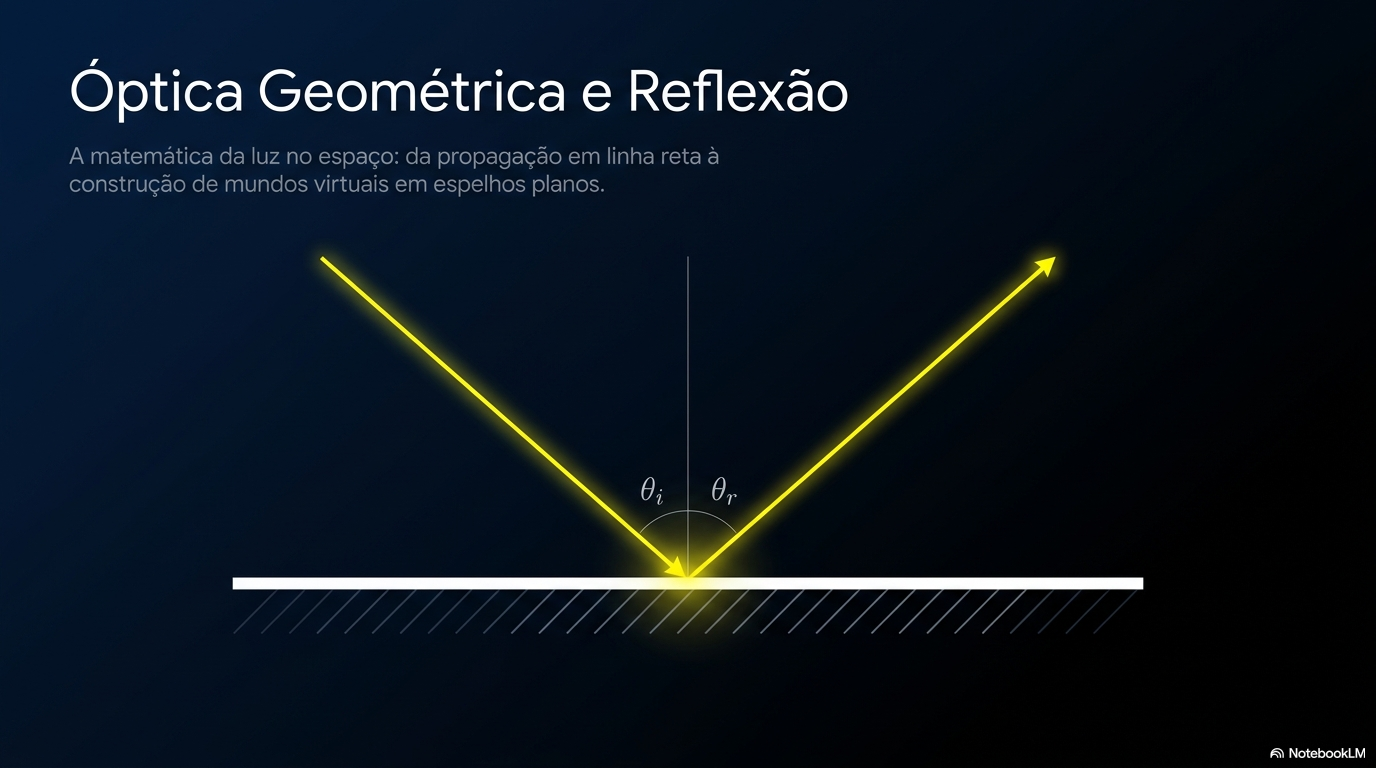 Óptica Geométrica e Reflexão
A matemática da luz no espaço: da propagação em linha reta à
construção de mundos virtuais em espelhos planos.
θi θr
NotebookLM